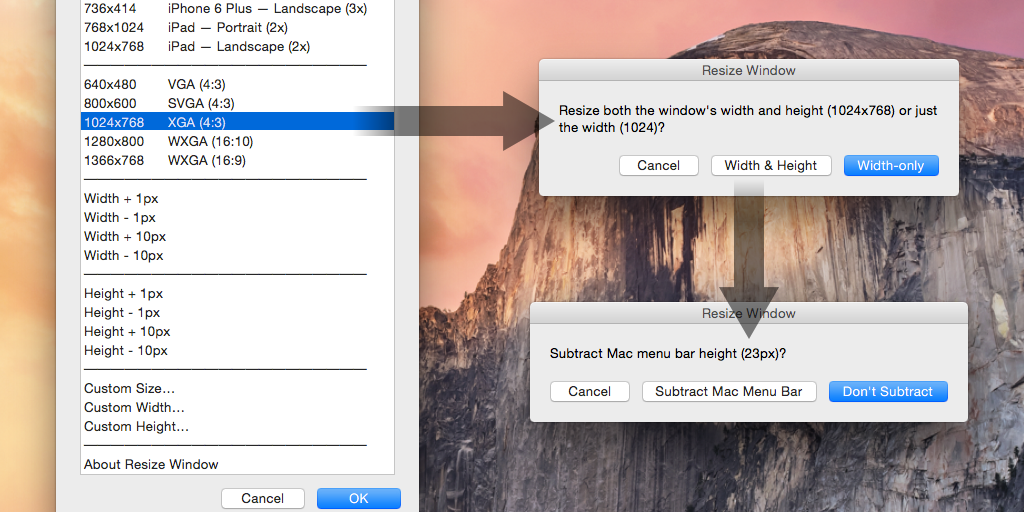 736x414 iPhone 6 Plus — Landscape (3x)
768x1024 iPad — Portrait (2x)
1024x768 iPad — Landscape (2x)
640x480 VGA (4:3)
800x600 SVGA (4:3)
1024x768 XGA (4:3)
1280x800 WXGA (16:10)
1366x768 WXGA (16:9)
Width + 1px
Width - 1px
Width + 10px
Width - 10px
Height + 1px
Height - 1px
Height + 10px
Height - 10px
Custom Size...
Custom Width...
Custom Height...
About Resize Window
Cancel OK
Resize Window
Resize both the window's width and height (1024x768) or just
the width (1024)?
Cancel Width & Height Width-only
Resize Window
Subtract Mac menu bar height (23px)?
Cancel Subtract Mac Menu Bar Don't Subtract